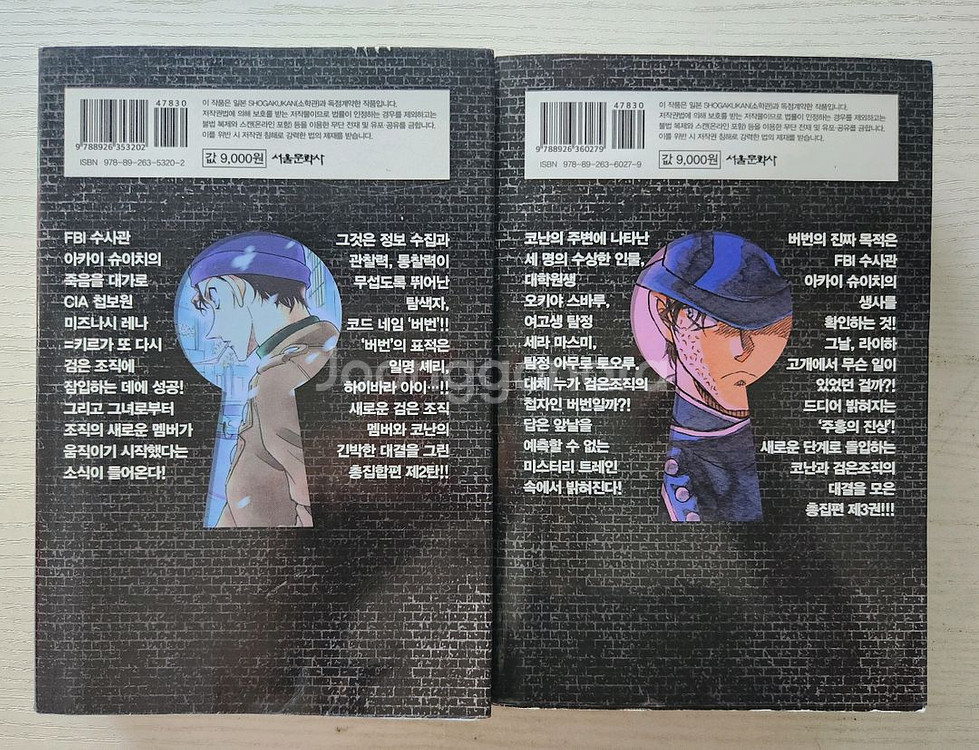 47830
9788926353202
ISBN 978-89-263-5320-2
이 작품은 일본 SHOGAKUKAN(소학관)과 독점계약한 작품입니다.
저작권법에 의해 보호를 받는 저작물이므로 법률이 인정하는 경우를 제외하고는
불법 복제와 스캔(온라인 포함) 등을 이용한 무단 전재 및 유포·공유를 금합니다.
이를 위반 시 저작권 침해로 강력한 법의 제재를 받습니다.
값 9,000원 서울문화사
FBI 수사관
아카이 슈이치의
죽음을 대가로
CIA 첩보원
미즈나시 레나
=키르가 또 다시
검은 조직에
잠입하는 데에 성공!
그리고 그녀로부터
조직의 새로운 멤버가
움직이기 시작했다는
소식이 들어온다!
그것은 정보 수집과
관찰력, 통찰력이
무섭도록 뛰어난
탐색자,
코드 네임 '버번'!!
'버번'의 표적은
일명 셰리,
하이바라 아이…!!
새로운 검은 조직
멤버와 코난의
긴박한 대결을 그린
총집합편 제2탄!!
47830
9788926360279
ISBN 978-89-263-6027-9
이 작품은 일본 SHOGAKUKAN(소학관)과 독점계약한 작품입니다.
저작권법에 의해 보호를 받는 저작물이므로 법률이 인정하는 경우를 제외하고는
불법 복제와 스캔(온라인 포함) 등을 이용한 무단 전재 및 유포·공유를 금합니다.
이를 위반 시 저작권 침해로 강력한 법의 제재를 받습니다.
값 9,000원 서울문화사
코난의 주변에 나타난
세 명의 수상한 인물,
대학원생
오키야 스바루,
여고생 탐정
세라 마스미,
탐정 아무로 토오루.
대체 누가 검은조직의
첩자인 버번일까?!
답은 앞날을
예측할 수 없는
미스터리 트레인
속에서 밝혀진다!
버번의 진짜 목적은
FBI 수사관
아카이 슈이치의
생사를
확인하는 것!
그날, 라이하
고개에서 무슨 일이
있었던 걸까?!
드디어 밝혀지는
'주홍의 진상'!
새로운 단계로 돌입하는
코난과 검은조직의
대결을 모은
총집편 제3권!!!